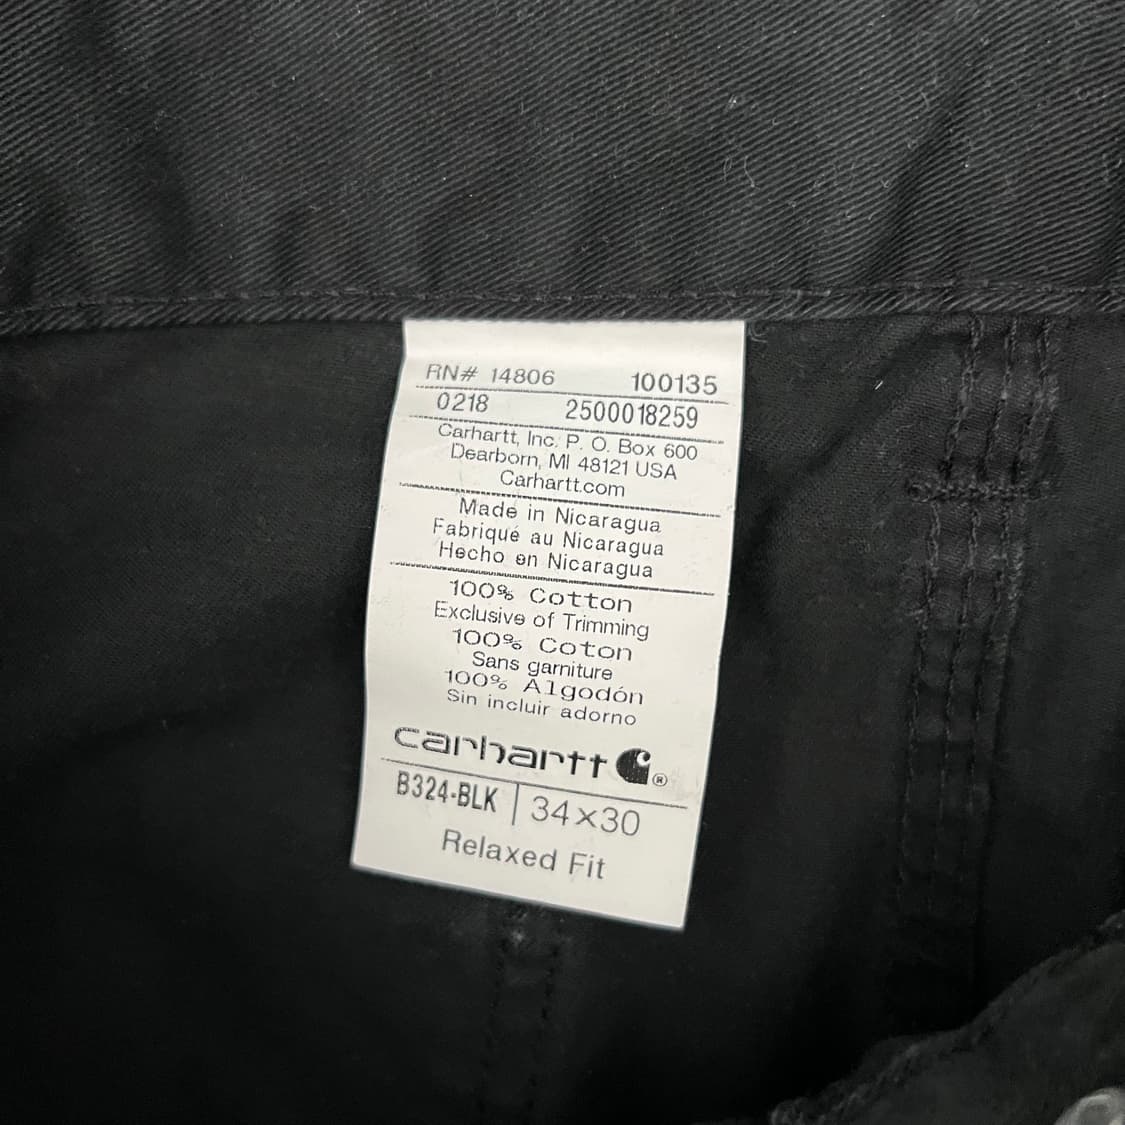 RN# 14806 100135
0218 2500018259
Carhartt, Inc. P. O. Box 600
Dearborn, MI 48121 USA
Carhartt.com
Made in Nicaragua
Fabriqué au Nicaragua
Hecho en Nicaragua
100% Cotton
Exclusive of Trimming
100% Coton
Sans garniture
100% Algodón
Sin incluir adorno
carhartt ®
B324-BLK | 34×30
Relaxed Fit